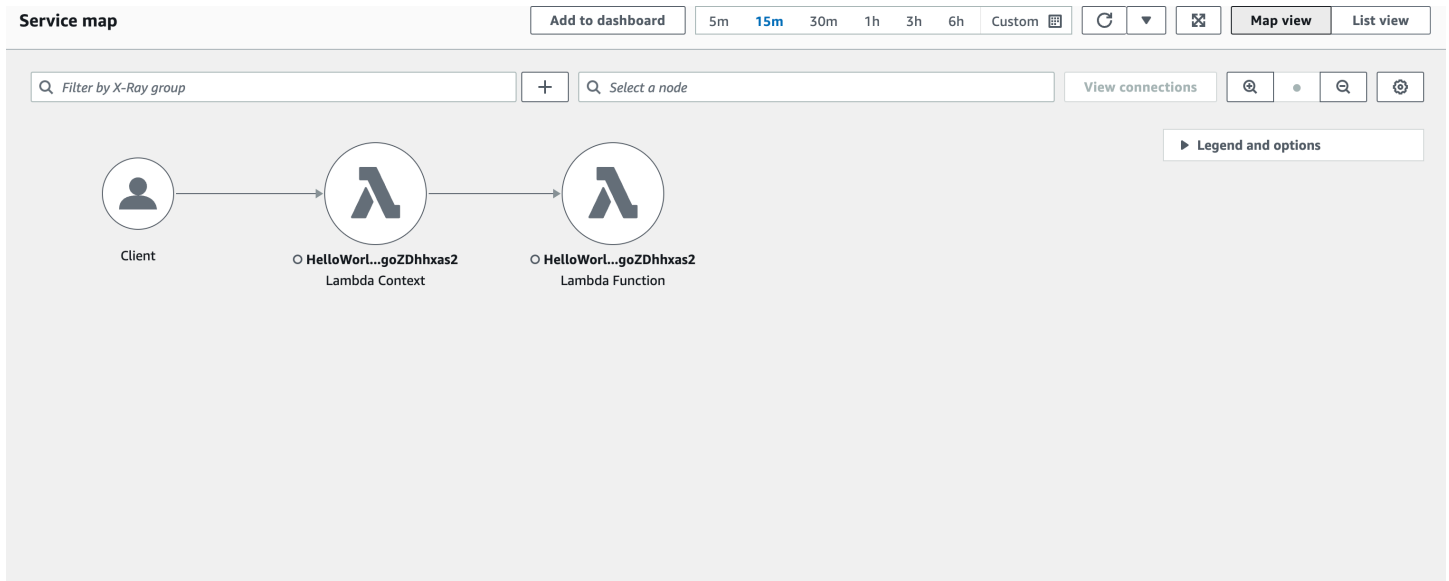 Service map
Add to dashboard
5m 15m 30m 1h 3h 6h Custom
Map view
List view
Filter by X-Ray group
Select a node
View connections
Legend and options
Client
HelloWorl...goZDhhxas2
Lambda Context
HelloWorl...goZDhhxas2
Lambda Function